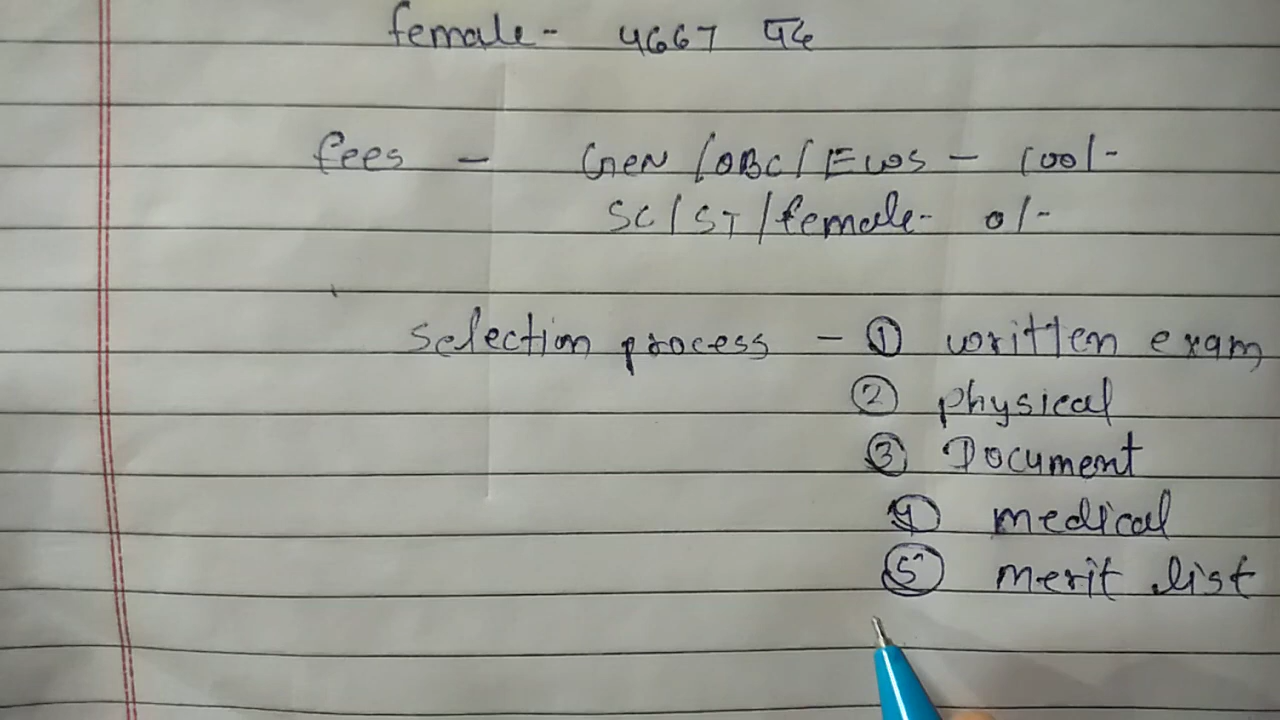 female - 4667 पद
fees - GEN/OBC/EWS - 100/-
SC/ST/female - 0/-
selection process - ① written exam
② physical
③ Document
④ medical
⑤ merit list